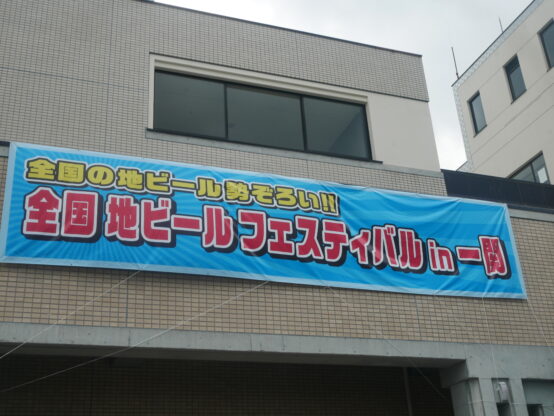 全国の地ビール勢ぞろい!!
全国地ビールフェスティバル in 一関